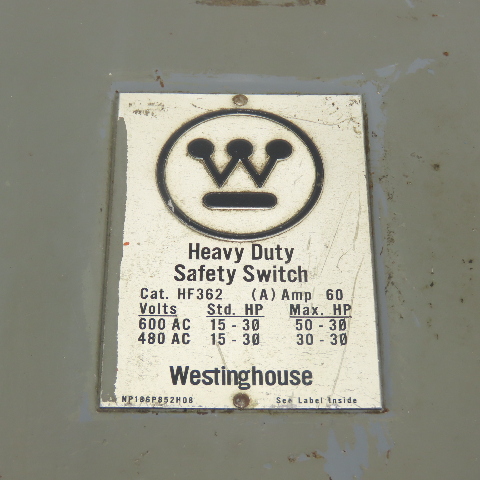 Heavy Duty
Safety Switch
Cat. HF362 (A) Amp 60
Volts Std. HP Max. HP
600 AC 15 - 30 50 - 30
480 AC 15 - 30 30 - 30
Westinghouse
NP186P852H08 See Label Inside